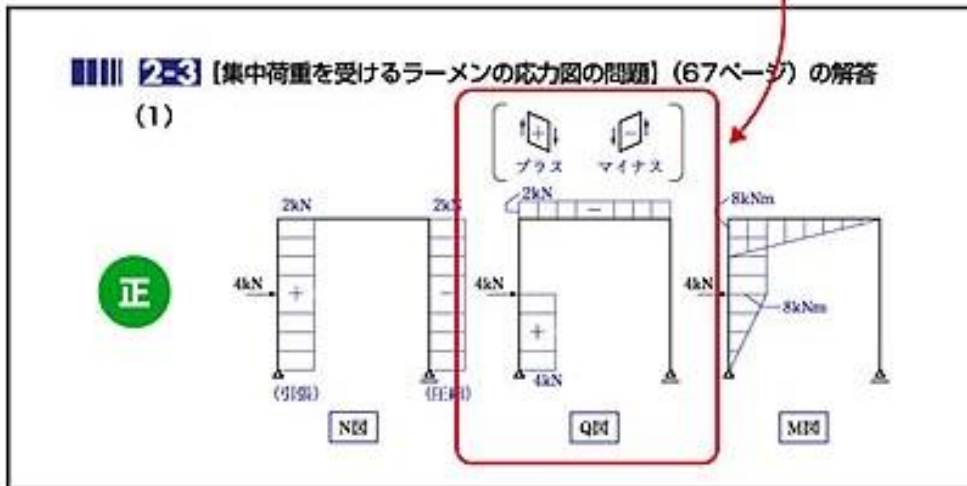 2-3【集中荷重を受けるラーメンの応力図の問題】(67ページ) の解答
(1)
+ −
プラス マイナス
正
2kN 2kN
4kN
+ −
(引張) (圧縮)
N図
2kN
−
4kN
+
4kN
Q図
8kNm
4kN
8kNm
M図